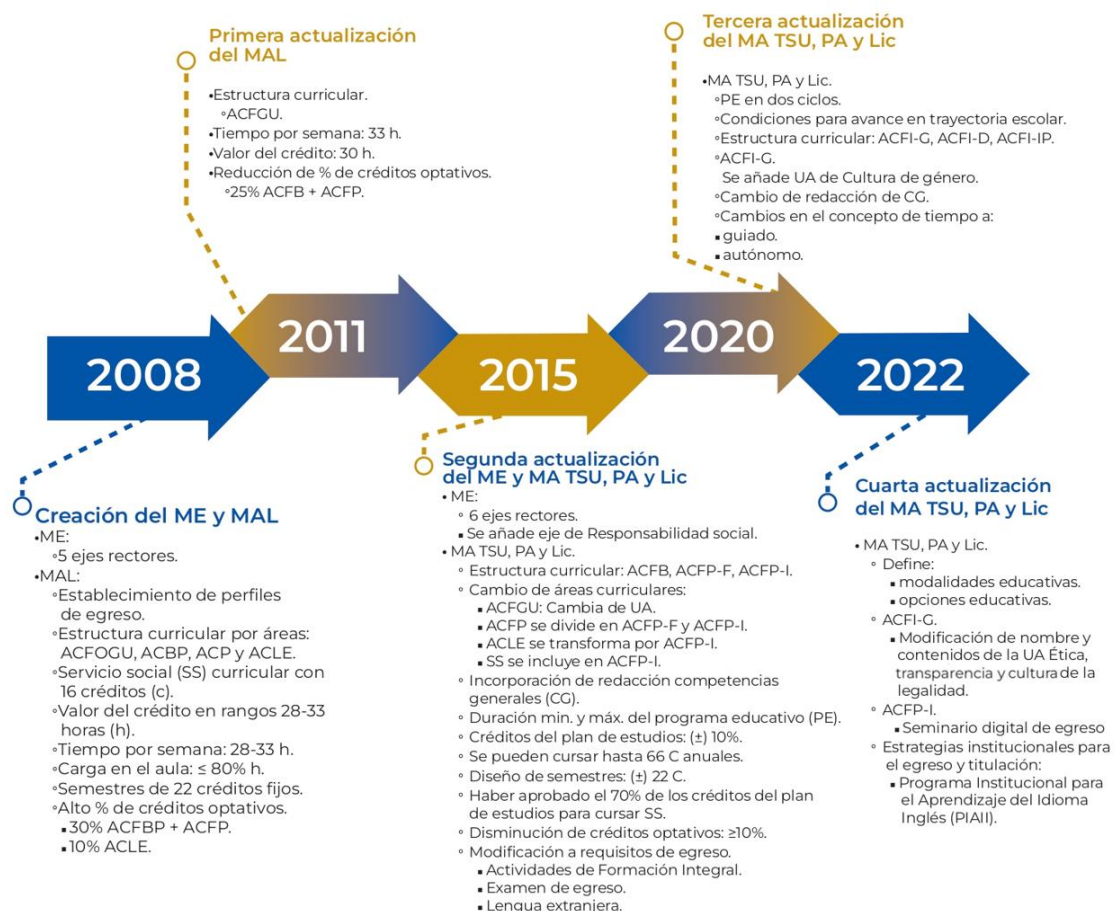 Primera actualización
del MAL
•Estructura curricular.
◦ACFGU.
•Tiempo por semana: 33 h.
•Valor del crédito: 30 h.
•Reducción de % de créditos optativos.
◦25% ACFB + ACFP.
Tercera actualización
del MA TSU, PA y Lic
•MA TSU, PA y Lic.
◦PE en dos ciclos.
◦Condiciones para avance en trayectoria escolar.
◦Estructura curricular: ACFI-G, ACFI-D, ACFI-IP.
◦ACFI-G.
Se añade UA de Cultura de género.
◦Cambio de redacción de CG.
◦Cambios en el concepto de tiempo a:
▪ guiado.
▪ autónomo.
2008
2011
2015
2020
2022
Creación del ME y MAL
•ME:
◦5 ejes rectores.
•MAL:
◦Establecimiento de perfiles
de egreso.
◦Estructura curricular por áreas:
ACFOGU, ACBP, ACP y ACLE.
◦Servicio social (SS) curricular con
16 créditos (c).
◦Valor del crédito en rangos 28-33
horas (h).
◦Tiempo por semana: 28-33 h.
◦Carga en el aula: ≤ 80% h.
◦Semestres de 22 créditos fijos.
◦Alto % de créditos optativos.
▪ 30% ACFBP + ACFP.
▪ 10% ACLE.
Segunda actualización
del ME y MA TSU, PA y Lic
• ME:
◦ 6 ejes rectores.
▪ Se añade eje de Responsabilidad social.
• MA TSU, PA y Lic.
◦ Estructura curricular: ACFB, ACFP-F, ACFP-I.
◦ Cambio de áreas curriculares:
▪ ACFGU: Cambia de UA.
▪ ACFP se divide en ACFP-F y ACFP-I.
▪ ACLE se transforma por ACFP-I.
▪ SS se incluye en ACFP-I.
◦ Incorporación de redacción competencias
generales (CG).
◦ Duración min. y máx. del programa educativo (PE).
◦ Créditos del plan de estudios: (±) 10%.
◦ Se pueden cursar hasta 66 C anuales.
◦ Diseño de semestres: (±) 22 C.
◦ Haber aprobado el 70% de los créditos del plan
de estudios para cursar SS.
◦ Disminución de créditos optativos: ≥10%.
◦ Modificación a requisitos de egreso.
▪ Actividades de Formación Integral.
▪ Examen de egreso.
▪ Lengua extranjera.
Cuarta actualización
del MA TSU, PA y Lic
• MA TSU, PA y Lic.
◦ Define:
▪ modalidades educativas.
▪ opciones educativas.
◦ ACFI-G.
▪ Modificación de nombre y
contenidos de la UA Ética,
transparencia y cultura de la
legalidad.
◦ ACFP-I.
▪ Seminario digital de egreso
◦ Estrategias institucionales para
el egreso y titulación:
▪ Programa Institucional para
el Aprendizaje del Idioma
Inglés (PIAII).